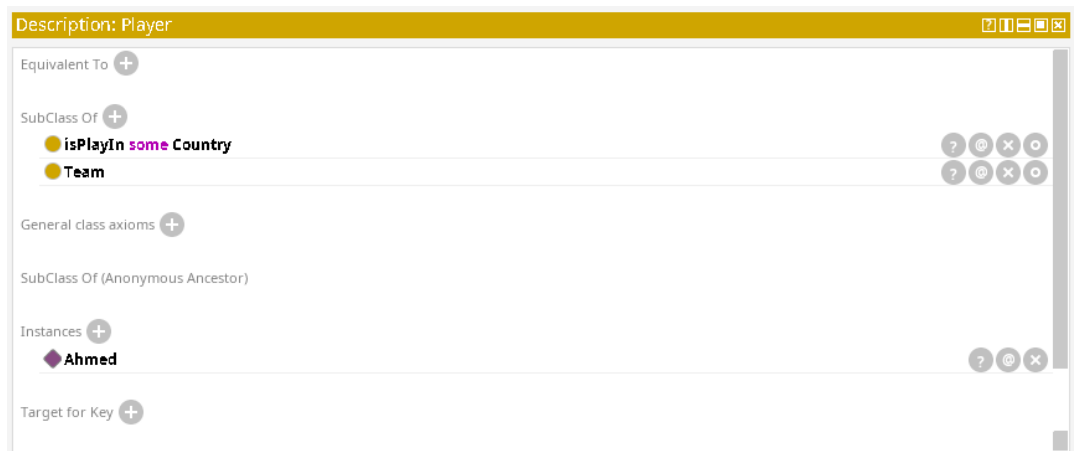 Description: Player
Equivalent To
SubClass Of
isPlayIn some Country
Team
General class axioms
SubClass Of (Anonymous Ancestor)
Instances
Ahmed
Target for Key